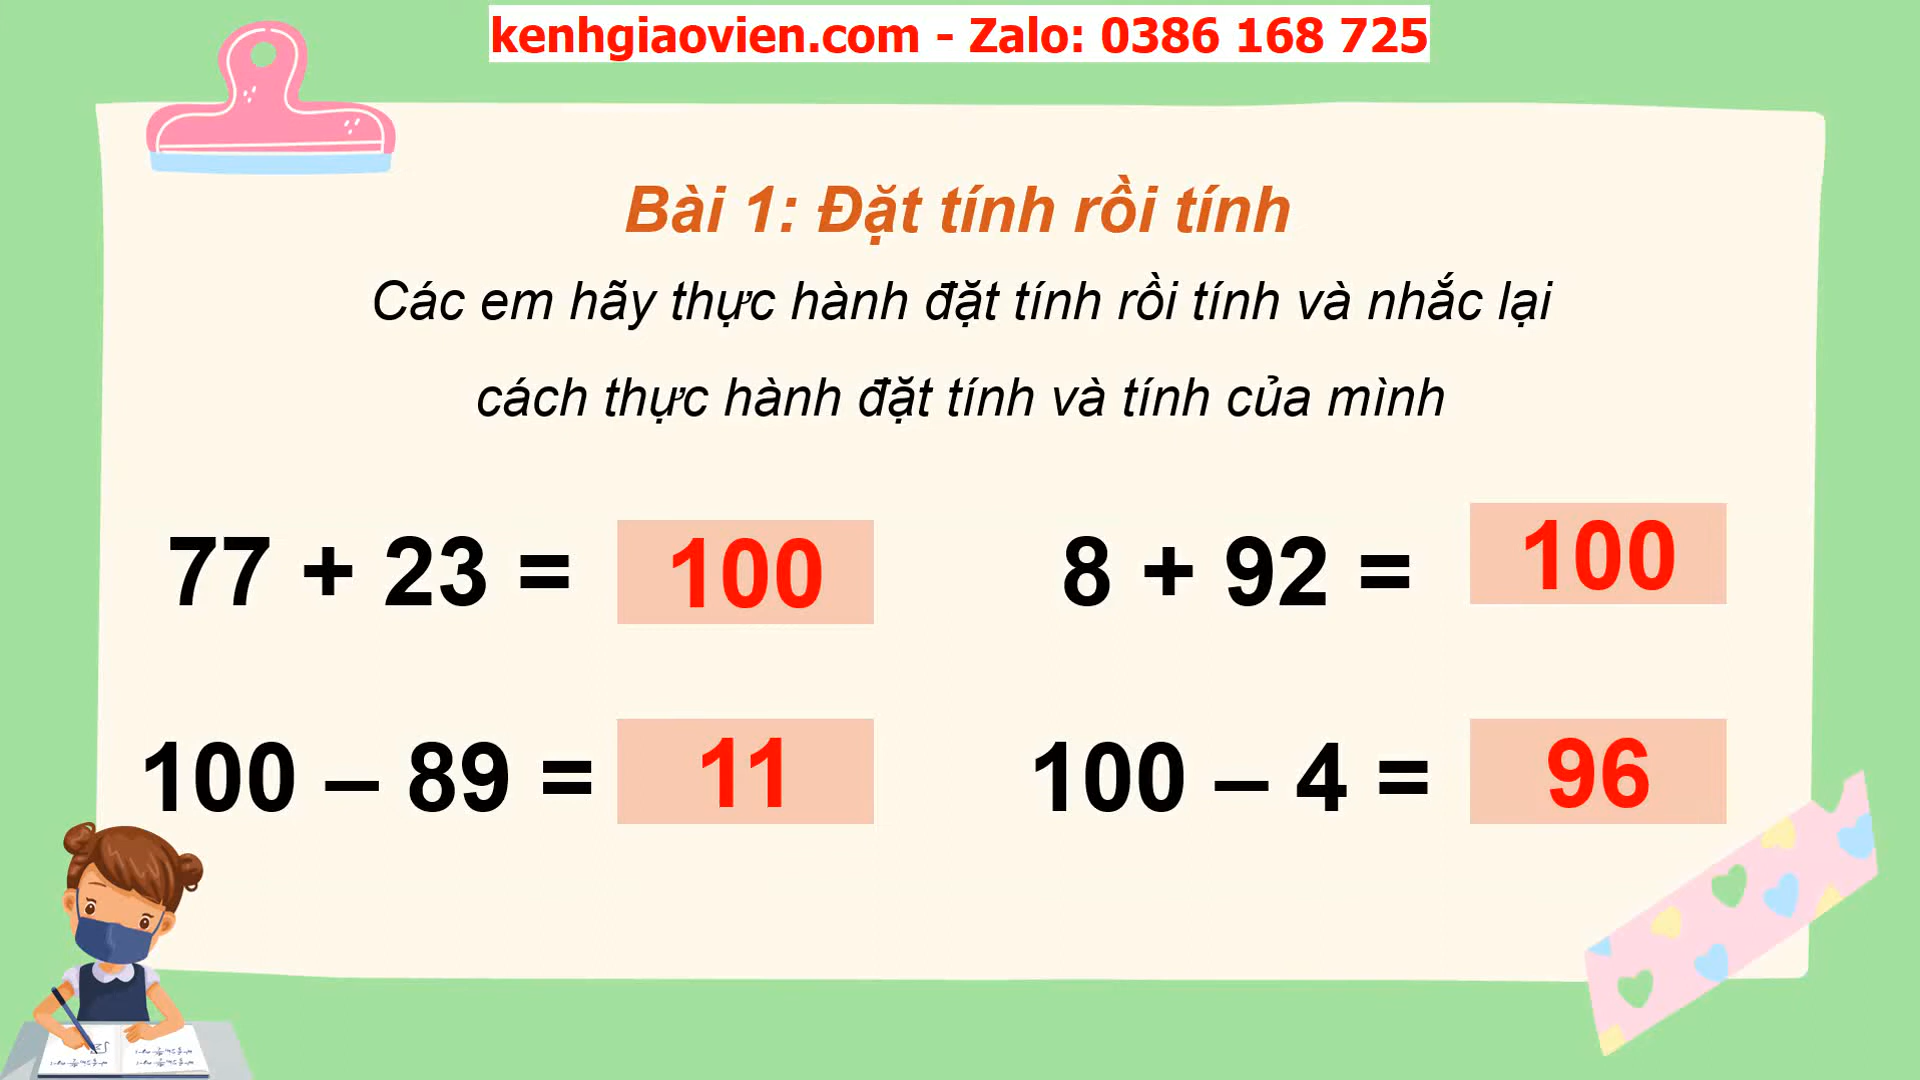 kenhgiaovien.com - Zalo: 0386 168 725
Bài 1: Đặt tính rồi tính
Các em hãy thực hành đặt tính rồi tính và nhắc lại
cách thực hành đặt tính và tính của mình
77 + 23 = 100
8 + 92 = 100
100 – 89 = 11
100 – 4 = 96